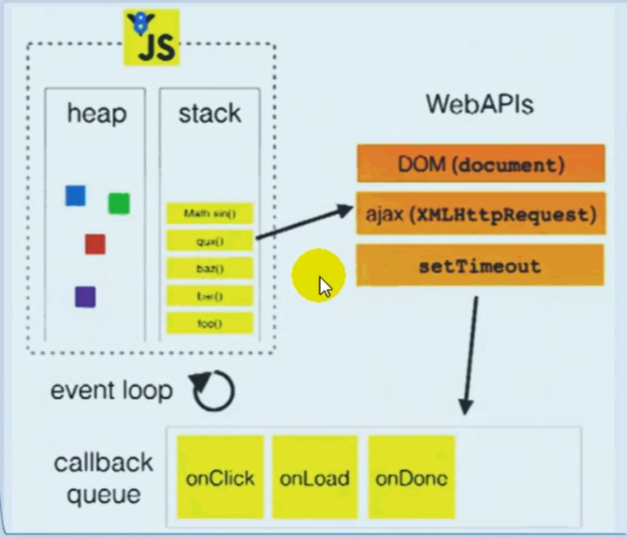 JS
heap
stack
WebAPIs
DOM (document)
ajax (XMLHttpRequest)
setTimeout
Math sin()
qux()
baz()
bar()
foo()
event loop
callback
queue
onClick
onLoad
onDone